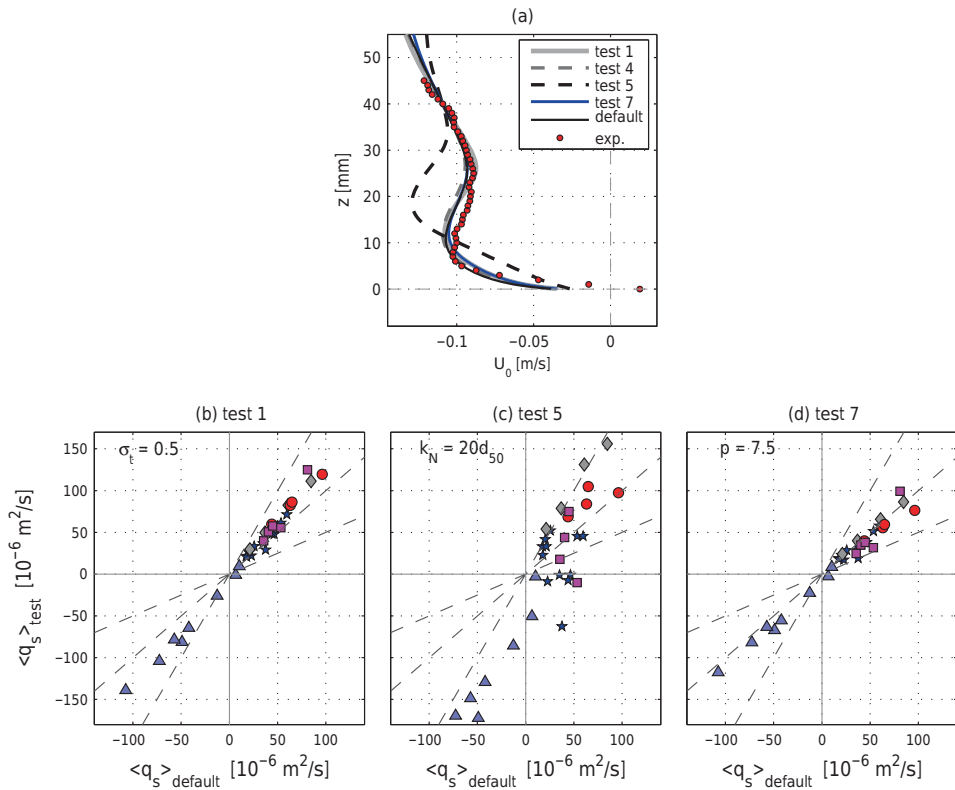 (a)
50
40
30
20
10
0
z [mm]
test 1
test 4
test 5
test 7
default
exp.
−0.1 −0.05 0
U0 [m/s]
(b) test 1
(c) test 5
(d) test 7
σt = 0.5
kN = 20d50
p = 7.5
150
100
50
0
−50
−100
−150
<qs>test [10−6 m2/s]
−100 −50 0 50 100
−100 −50 0 50 100
−100 −50 0 50 100
<qs>default [10−6 m2/s]
<qs>default [10−6 m2/s]
<qs>default [10−6 m2/s]